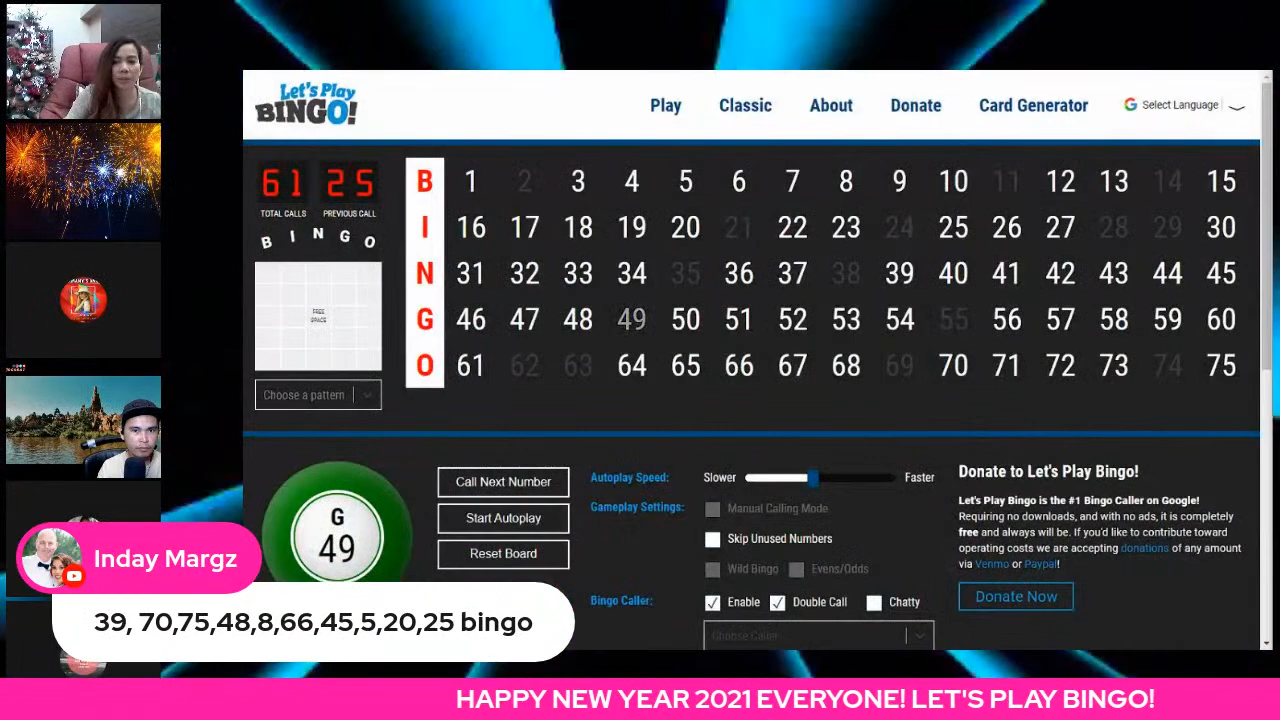 Let's Play
BINGO!
Play Classic About Donate Card Generator Select Language
61 25
TOTAL CALLS PREVIOUS CALL
B I N G O
FREE
SPACE
Choose a pattern
B 1 2 3 4 5 6 7 8 9 10 11 12 13 14 15
I 16 17 18 19 20 21 22 23 24 25 26 27 28 29 30
N 31 32 33 34 35 36 37 38 39 40 41 42 43 44 45
G 46 47 48 49 50 51 52 53 54 55 56 57 58 59 60
O 61 62 63 64 65 66 67 68 69 70 71 72 73 74 75
G
49
Call Next Number
Start Autoplay
Reset Board
Autoplay Speed: Slower Faster
Gameplay Settings: Manual Calling Mode
Skip Unused Numbers
Wild Bingo Evens/Odds
Bingo Caller: Enable Double Call Chatty
Choose Caller
Donate to Let's Play Bingo!
Let's Play Bingo is the #1 Bingo Caller on Google!
Requiring no downloads, and with no ads, it is completely
free and always will be. If you'd like to contribute toward
operating costs we are accepting donations of any amount
via Venmo or Paypal!
Donate Now
Inday Margz
39, 70,75,48,8,66,45,5,20,25 bingo
HAPPY NEW YEAR 2021 EVERYONE! LET'S PLAY BINGO!